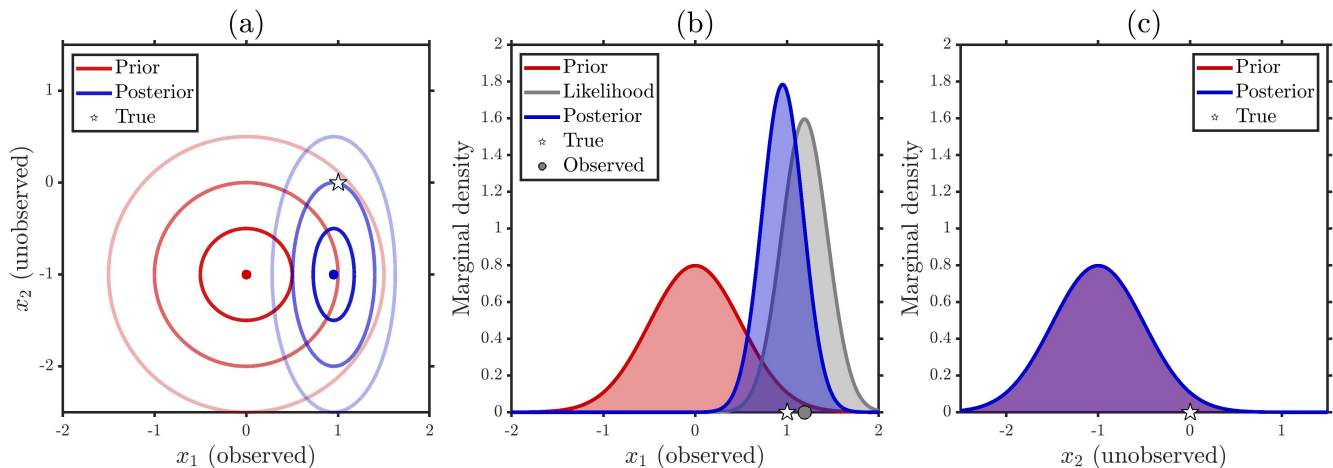 (a)
Prior
Posterior
True
1
0
-1
-2
x₂ (unobserved)
-2
-1
0
1
2
x₁ (observed)
(b)
Prior
Likelihood
Posterior
True
Observed
2
1.8
1.6
1.4
1.2
1
0.8
0.6
0.4
0.2
0
Marginal density
-2
-1
0
1
2
x₁ (observed)
(c)
Prior
Posterior
True
2
1.8
1.6
1.4
1.2
1
0.8
0.6
0.4
0.2
0
Marginal density
-2
-1
0
1
x₂ (unobserved)